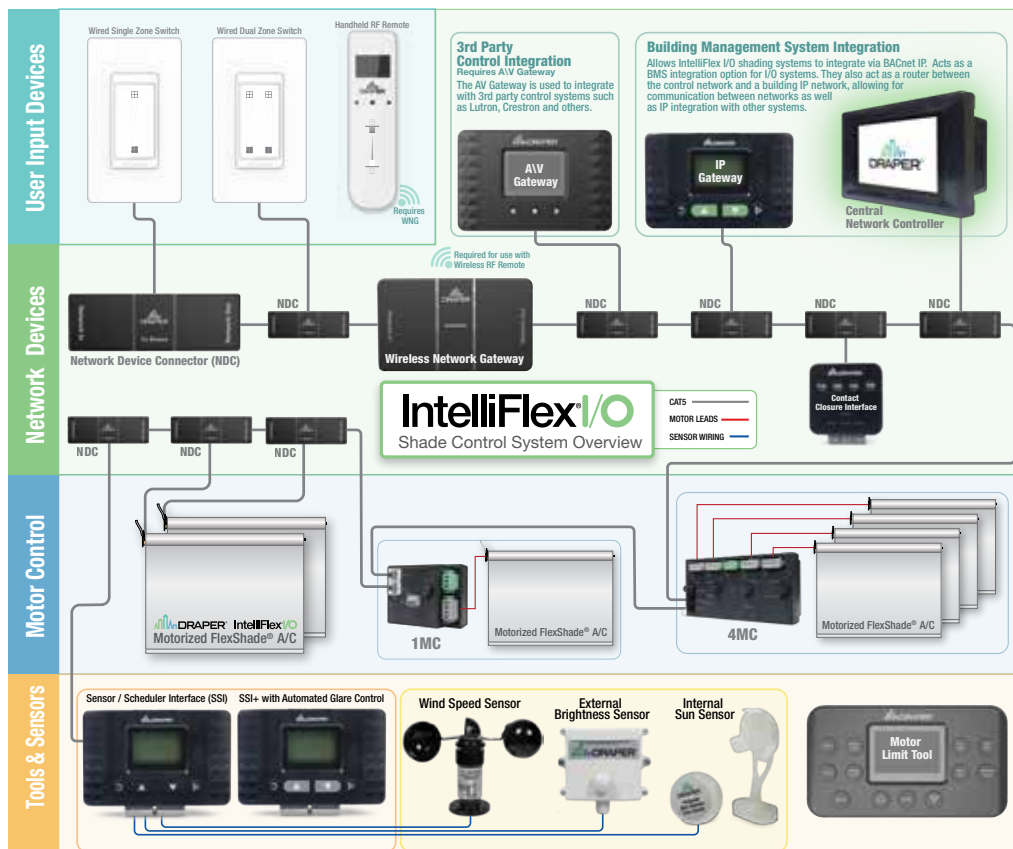 User Input Devices
Wired Single Zone Switch
Wired Dual Zone Switch
Handheld RF Remote
Requires
WNG
3rd Party
Control Integration
Requires A\V Gateway
The AV Gateway is used to integrate
with 3rd party control systems such
as Lutron, Crestron and others.
A\V
Gateway
Building Management System Integration
Allows IntelliFlex I/O shading systems to integrate via BACnet IP. Acts as a
BMS integration option for I/O systems. They also act as a router between
the control network and a building IP network, allowing for
communication between networks as well
as IP integration with other systems.
IP
Gateway
DRAPER
Central
Network Controller
Network Devices
Required for use with
Wireless RF Remote
Network In
DRAPER
Network Device Connector (NDC)
NDC
DRAPER
Wireless Network Gateway
NDC
NDC
NDC
NDC
Contact
Closure Interface
IntelliFlex® I/O
Shade Control System Overview
CAT5
MOTOR LEADS
SENSOR WIRING
NDC
NDC
NDC
Motor Control
DRAPER IntelliFlex I/O
Motorized FlexShade® A/C
1MC
Motorized FlexShade® A/C
4MC
Motorized FlexShade® A/C
Tools & Sensors
Sensor / Scheduler Interface (SSI)
SSI+ with Automated Glare Control
Wind Speed Sensor
External
Brightness Sensor
DRAPER
Internal
Sun Sensor
Motor
Limit Tool